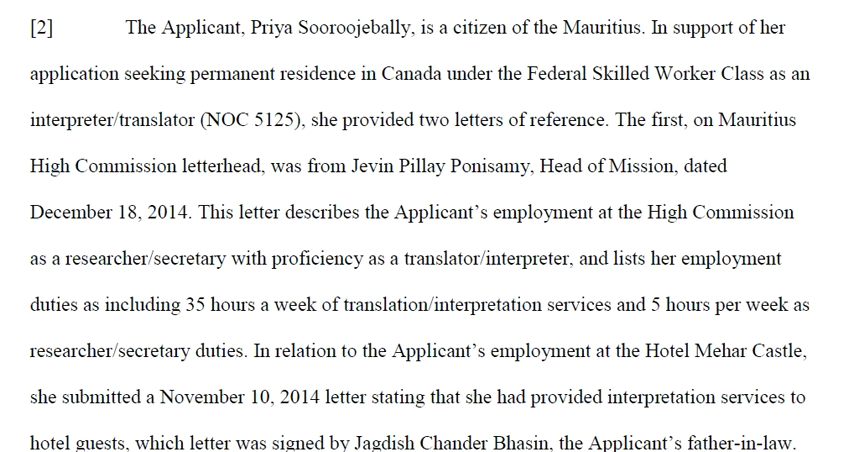 [2] The Applicant, Priya Sooroojebally, is a citizen of the Mauritius. In support of her
application seeking permanent residence in Canada under the Federal Skilled Worker Class as an
interpreter/translator (NOC 5125), she provided two letters of reference. The first, on Mauritius
High Commission letterhead, was from Jevin Pillay Ponisamy, Head of Mission, dated
December 18, 2014. This letter describes the Applicant’s employment at the High Commission
as a researcher/secretary with proficiency as a translator/interpreter, and lists her employment
duties as including 35 hours a week of translation/interpretation services and 5 hours per week as
researcher/secretary duties. In relation to the Applicant’s employment at the Hotel Mehar Castle,
she submitted a November 10, 2014 letter stating that she had provided interpretation services to
hotel guests, which letter was signed by Jagdish Chander Bhasin, the Applicant’s father-in-law.